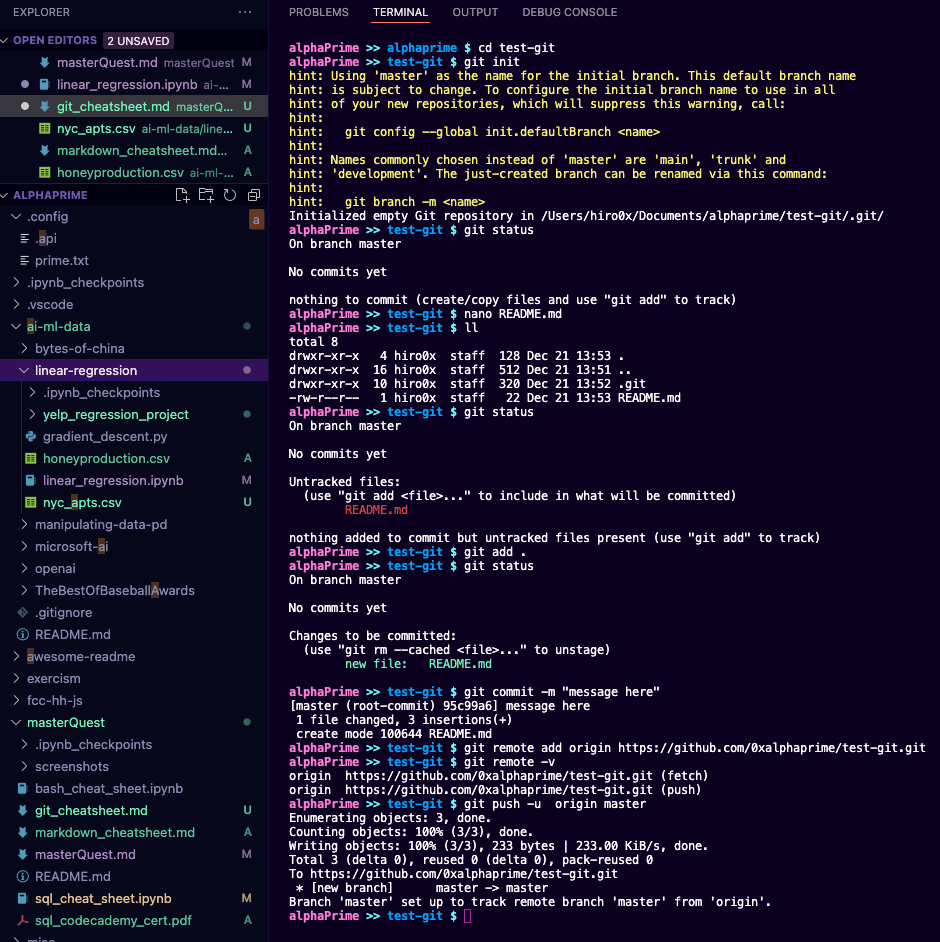 EXPLORER
OPEN EDITORS 2 UNSAVED
masterQuest.md masterQuest M
linear_regression.ipynb ai-... M
git_cheatsheet.md masterQ... U
nyc_apts.csv ai-ml-data/line... U
markdown_cheatsheet.md... A
honeyproduction.csv ai-ml-... A
ALPHAPRIME
.config a
.api
prime.txt
.ipynb_checkpoints
.vscode
ai-ml-data
bytes-of-china
linear-regression
.ipynb_checkpoints
yelp_regression_project
gradient_descent.py
honeyproduction.csv A
linear_regression.ipynb M
nyc_apts.csv U
manipulating-data-pd
microsoft-ai
openai
TheBestOfBaseballAwards
.gitignore
README.md
awesome-readme
exercism
fcc-hh-js
masterQuest
.ipynb_checkpoints
screenshots
bash_cheat_sheet.ipynb
git_cheatsheet.md U
markdown_cheatsheet.md A
masterQuest.md M
README.md
sql_cheat_sheet.ipynb M
sql_codecademy_cert.pdf A
PROBLEMS TERMINAL OUTPUT DEBUG CONSOLE
alphaPrime >> alphaprime $ cd test-git
alphaPrime >> test-git $ git init
hint: Using 'master' as the name for the initial branch. This default branch name
hint: is subject to change. To configure the initial branch name to use in all
hint: of your new repositories, which will suppress this warning, call:
hint:
hint:   git config --global init.defaultBranch <name>
hint:
hint: Names commonly chosen instead of 'master' are 'main', 'trunk' and
hint: 'development'. The just-created branch can be renamed via this command:
hint:
hint:   git branch -m <name>
Initialized empty Git repository in /Users/hiro0x/Documents/alphaprime/test-git/.git/
alphaPrime >> test-git $ git status
On branch master
No commits yet
nothing to commit (create/copy files and use "git add" to track)
alphaPrime >> test-git $ nano README.md
alphaPrime >> test-git $ ll
total 8
drwxr-xr-x   4 hiro0x  staff  128 Dec 21 13:53 .
drwxr-xr-x  16 hiro0x  staff  512 Dec 21 13:51 ..
drwxr-xr-x  10 hiro0x  staff  320 Dec 21 13:52 .git
-rw-r--r--   1 hiro0x  staff   22 Dec 21 13:53 README.md
alphaPrime >> test-git $ git status
On branch master
No commits yet
Untracked files:
  (use "git add <file>..." to include in what will be committed)
        README.md
nothing added to commit but untracked files present (use "git add" to track)
alphaPrime >> test-git $ git add .
alphaPrime >> test-git $ git status
On branch master
No commits yet
Changes to be committed:
  (use "git rm --cached <file>..." to unstage)
        new file:   README.md
alphaPrime >> test-git $ git commit -m "message here"
[master (root-commit) 95c99a6] message here
 1 file changed, 3 insertions(+)
 create mode 100644 README.md
alphaPrime >> test-git $ git remote add origin https://github.com/0xalphaprime/test-git.git
alphaPrime >> test-git $ git remote -v
origin  https://github.com/0xalphaprime/test-git.git (fetch)
origin  https://github.com/0xalphaprime/test-git.git (push)
alphaPrime >> test-git $ git push -u  origin master
Enumerating objects: 3, done.
Counting objects: 100% (3/3), done.
Writing objects: 100% (3/3), 233 bytes | 233.00 KiB/s, done.
Total 3 (delta 0), reused 0 (delta 0), pack-reused 0
To https://github.com/0xalphaprime/test-git.git
 * [new branch]      master -> master
Branch 'master' set up to track remote branch 'master' from 'origin'.
alphaPrime >> test-git $